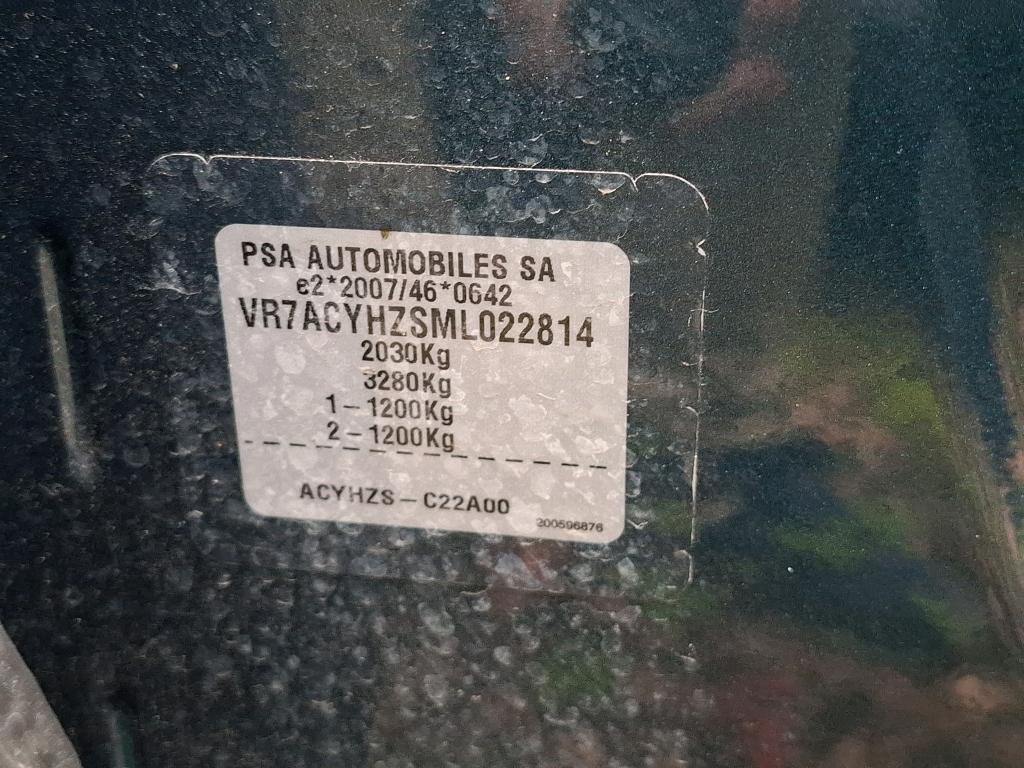 PSA AUTOMOBILES SA
e2*2007/46*0642
VR7ACYHZSML022814
2030Kg
3280Kg
1-1200Kg
2-1200Kg
ACYHZS-C22A00
200596876